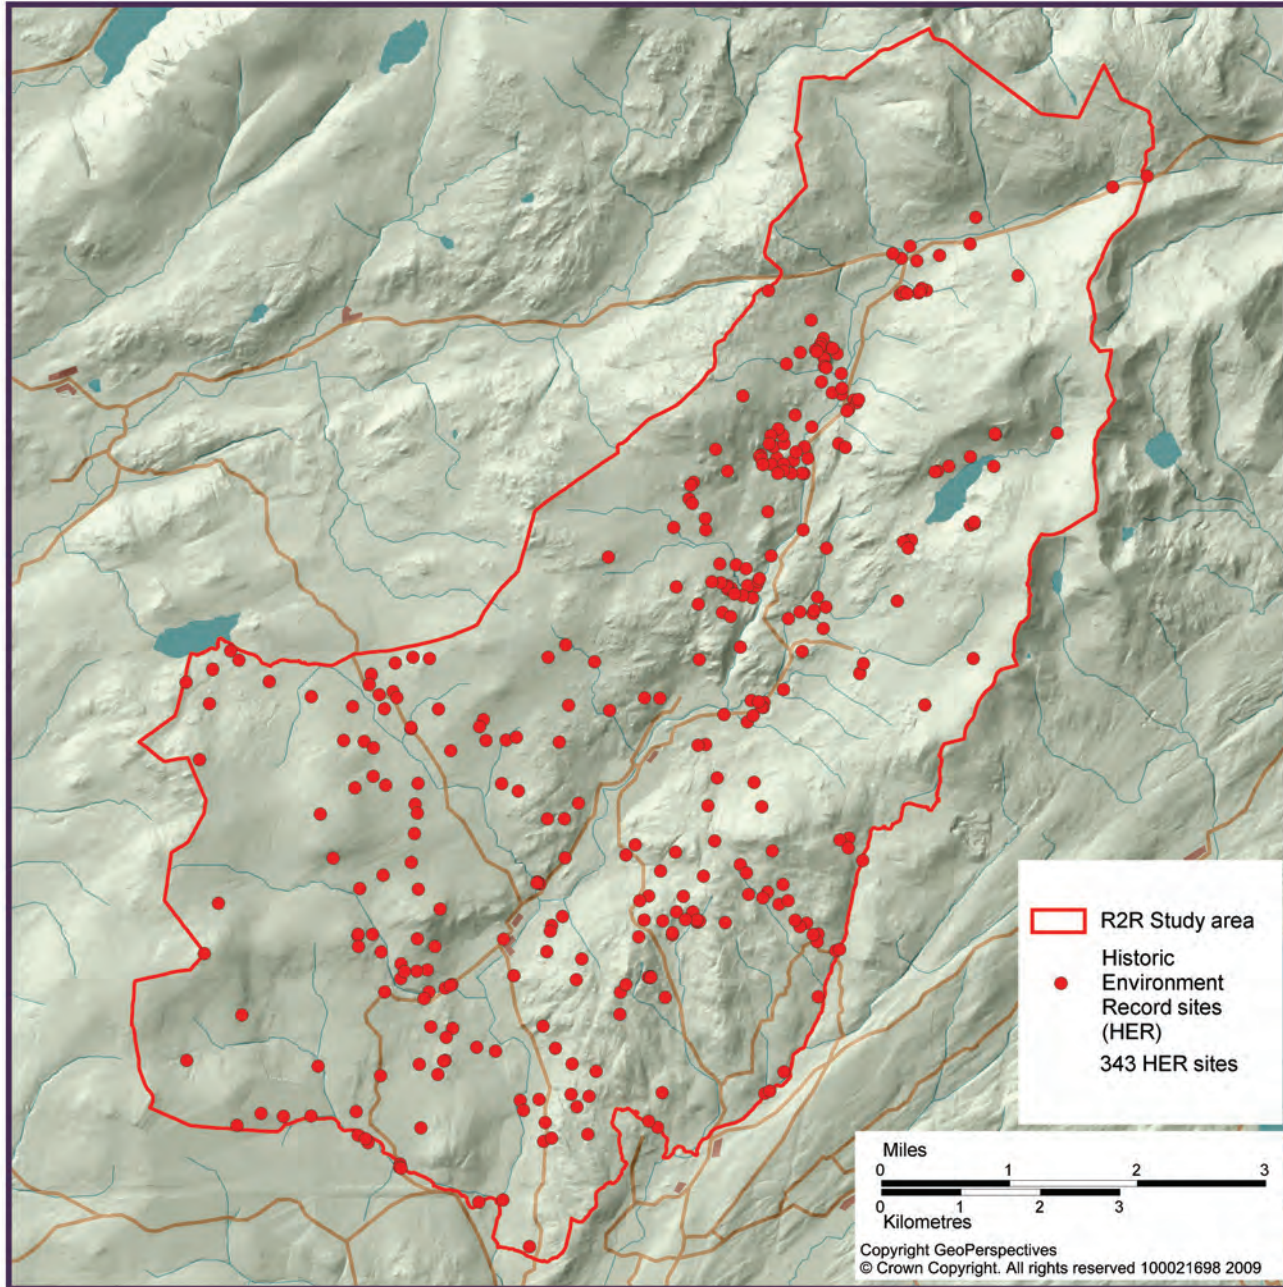 R2R Study area
Historic
Environment
Record sites
(HER)
343 HER sites
Miles
0 1 2 3
0 1 2 3
Kilometres
Copyright GeoPerspectives
© Crown Copyright. All rights reserved 100021698 2009